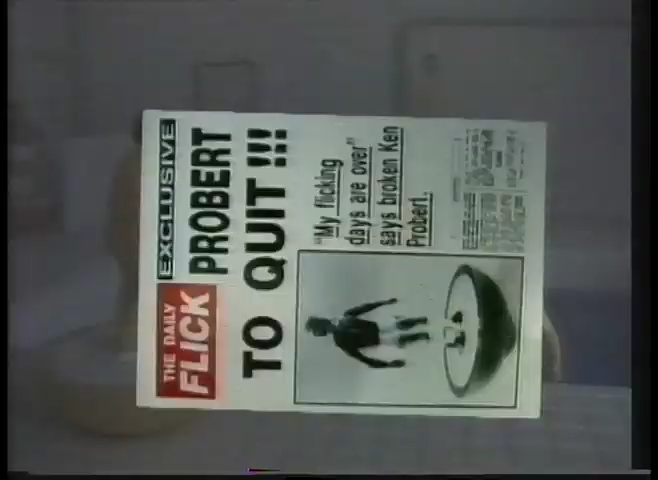 THE DAILY
FLICK
EXCLUSIVE
PROBERT
TO QUIT !!!
"My flicking
days are over"
says broken Ken
Probert.